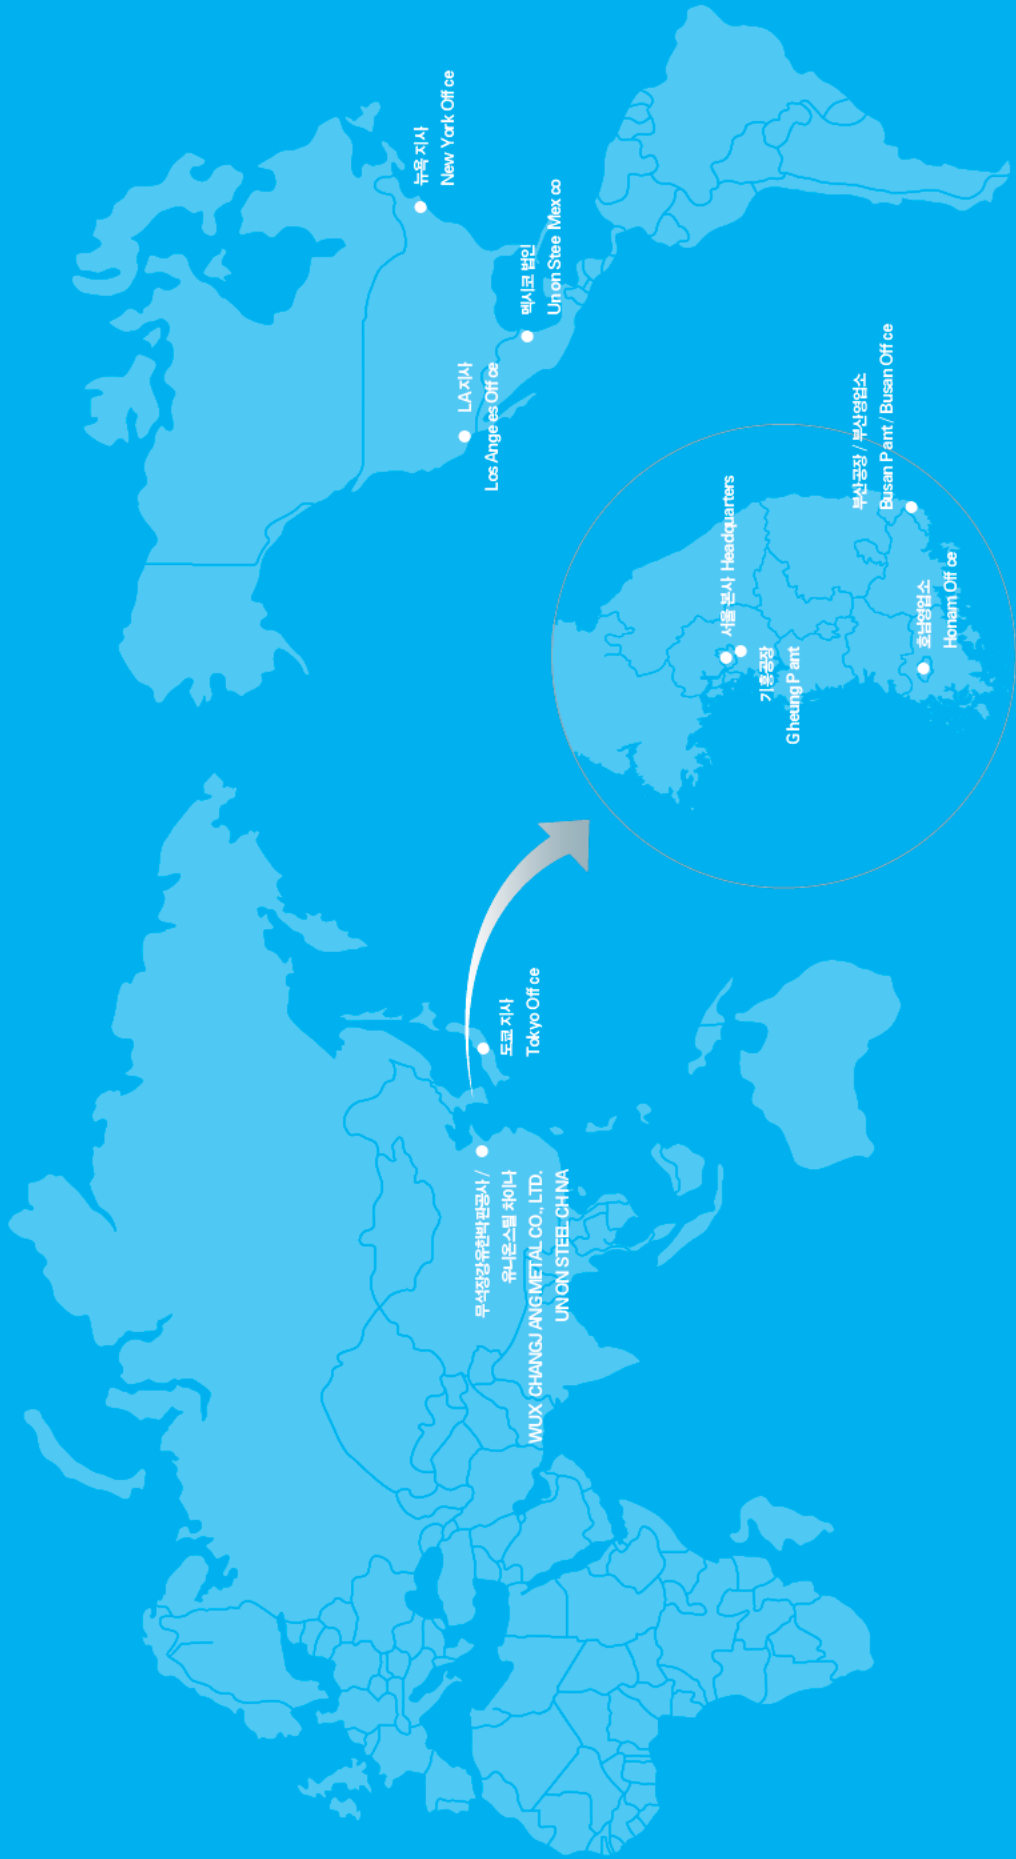 무석장강유한박판공사 /
유니온스틸 차이나
WUX CHANGJ ANG METAL CO., LTD.
UN ON STEEL CH NA
도쿄 지사
Tokyo Off ce
LA 지사
Los Ange es Off ce
멕시코 법인
Un on Stee Mex co
뉴욕 지사
New York Off ce
서울 본사 Headquarters
기흥공장
G heung P ant
부산공장 / 부산영업소
Busan P ant / Busan Off ce
호남영업소
Honam Off ce